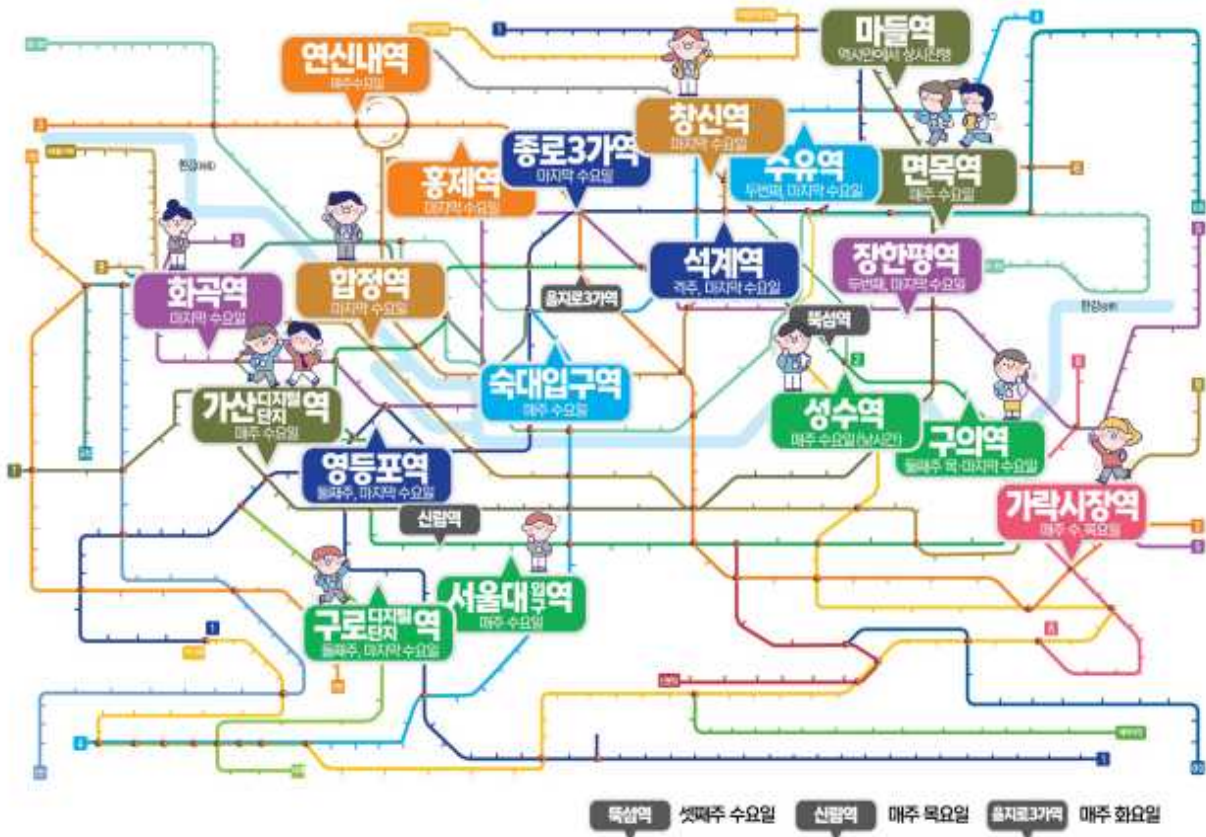 마들역
역사안에서 상시진행
연신내역
매주 수요일
창신역
마지막 수요일
종로3가역
마지막 수요일
수유역
두번째, 마지막 수요일
면목역
매주 수요일
홍제역
마지막 수요일
한강(하류)
석계역
격주, 마지막 수요일
장한평역
두번째, 마지막 수요일
화곡역
마지막 수요일
합정역
마지막 수요일
을지로3가역
뚝섬역
한강(상류)
숙대입구역
매주 수요일
가산디지털단지역
매주 수요일
성수역
매주 수요일(낮시간)
구의역
둘째주 목·마지막 수요일
영등포역
둘째주, 마지막 수요일
신림역
가락시장역
매주 수, 목요일
서울대입구역
매주 수요일
구로디지털단지역
둘째주, 마지막 수요일
뚝섬역 셋째주 수요일 신림역 매주 목요일 을지로3가역 매주 화요일